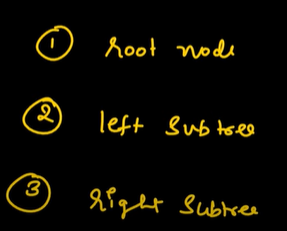 ① root node
② left subtree
③ Right Subtree